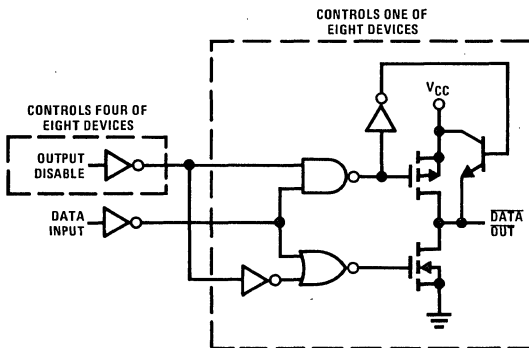 CONTROLS ONE OF
EIGHT DEVICES
VCC
CONTROLS FOUR OF
EIGHT DEVICES
OUTPUT
DISABLE
DATA
INPUT
DATA
OUT